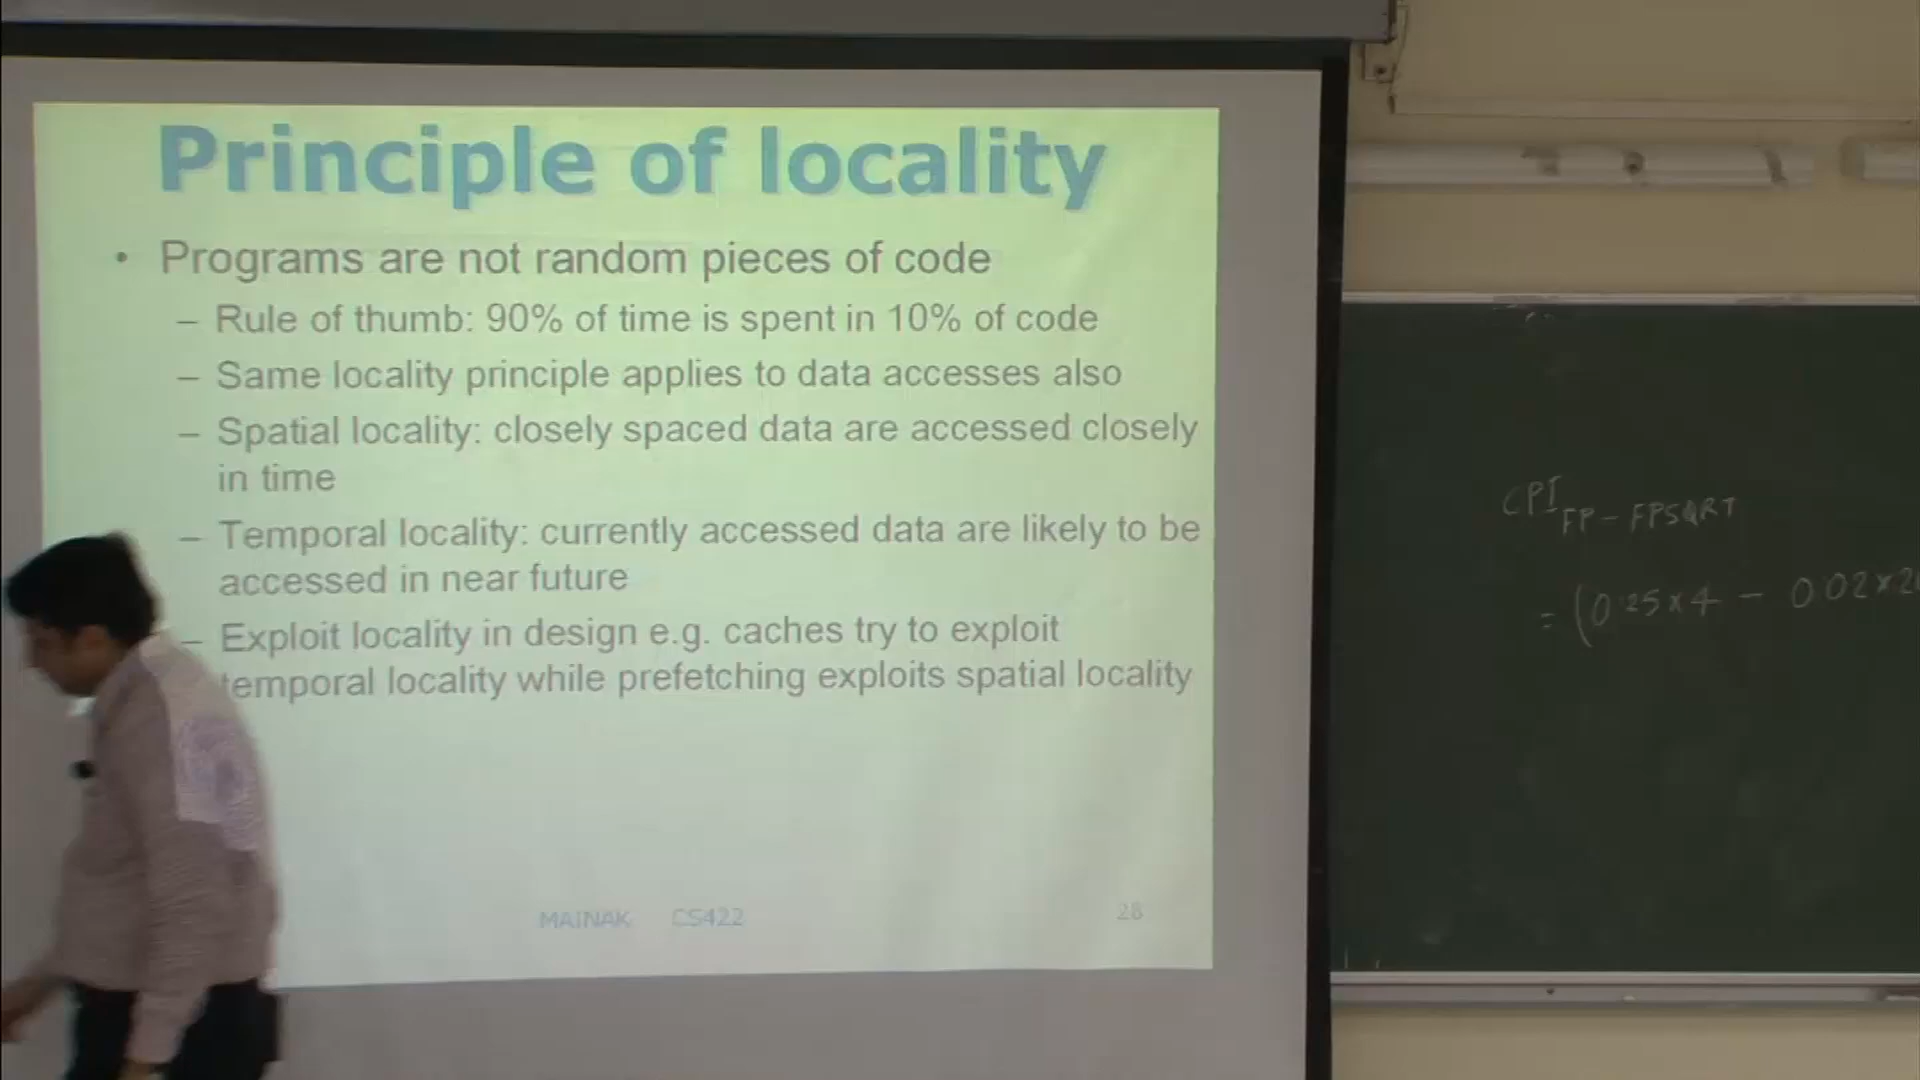 Principle of locality
• Programs are not random pieces of code
– Rule of thumb: 90% of time is spent in 10% of code
– Same locality principle applies to data accesses also
– Spatial locality: closely spaced data are accessed closely
in time
– Temporal locality: currently accessed data are likely to be
accessed in near future
– Exploit locality in design e.g. caches try to exploit
temporal locality while prefetching exploits spatial locality
MAINAK CS422
28
CPI FP-FPSQRT
= (0.25×4 - 0.02×2